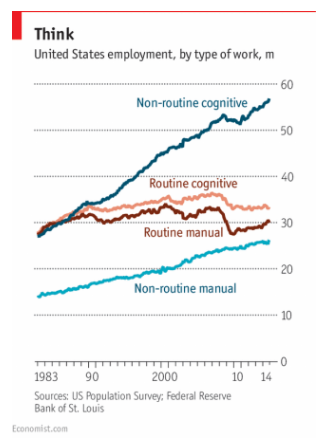 Think
United States employment, by type of work, m
60
Non-routine cognitive
50
Routine cognitive
40
30
Routine manual
20
Non-routine manual
10
0
1983 90 2000 10 14
Sources: US Population Survey; Federal Reserve
Bank of St. Louis
Economist.com